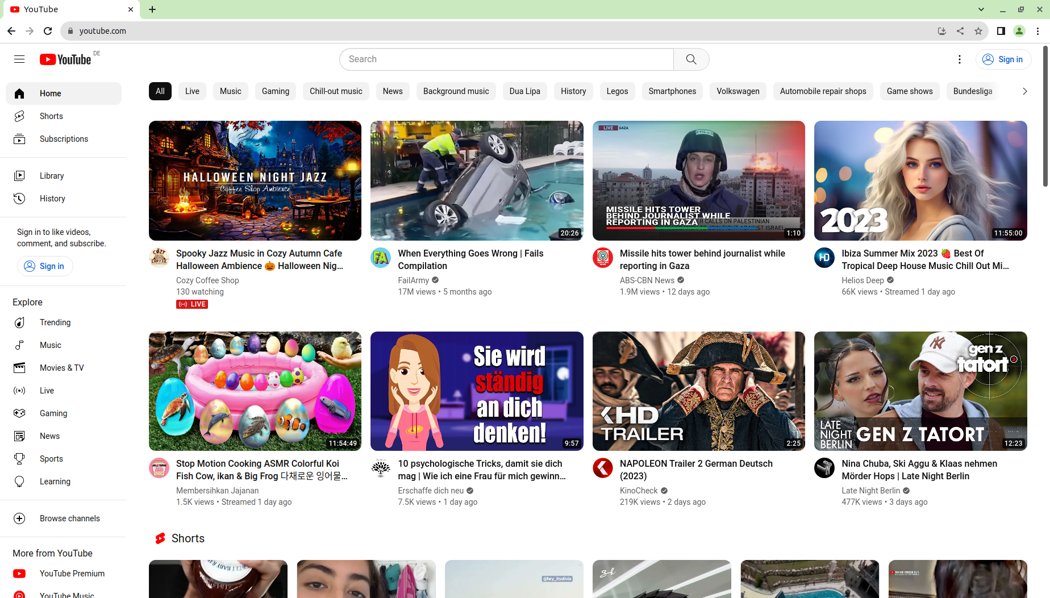 YouTube
youtube.com
YouTube DE
Search
Sign in
Home
Shorts
Subscriptions
Library
History
Sign in to like videos,
comment, and subscribe.
Sign in
Explore
Trending
Music
Movies & TV
Live
Gaming
News
Sports
Learning
Browse channels
More from YouTube
YouTube Premium
YouTube Music
All Live Music Gaming Chill-out music News Background music Dua Lipa History Legos Smartphones Volkswagen Automobile repair shops Game shows Bundesliga
HALLOWEEN NIGHT JAZZ
Coffee Shop Ambience
Spooky Jazz Music in Cozy Autumn Cafe
Halloween Ambience 🎃 Halloween Nig...
Cozy Coffee Shop
130 watching
LIVE
20:26
FA
When Everything Goes Wrong | Fails
Compilation
FailArmy
17M views • 5 months ago
LIVE GAZA
MISSILE HITS TOWER
BEHIND JOURNALIST WHILE
REPORTING IN GAZA
1:10
Missile hits tower behind journalist while
reporting in Gaza
ABS-CBN News
1.9M views • 12 days ago
2023
11:55:00
HD
Ibiza Summer Mix 2023 🍓 Best Of
Tropical Deep House Music Chill Out Mi...
Helios Deep
66K views • Streamed 1 day ago
11:54:49
Stop Motion Cooking ASMR Colorful Koi
Fish Cow, ikan & Big Frog 다채로운 잉어물...
Membersihkan Jajanan
1.5K views • Streamed 1 day ago
Sie wird
ständig
an dich
denken!
9:57
10 psychologische Tricks, damit sie dich
mag | Wie ich eine Frau für mich gewinn...
Erschaffe dich neu
7.5K views • 1 day ago
HD
TRAILER
2:25
NAPOLEON Trailer 2 German Deutsch
(2023)
KinoCheck
219K views • 2 days ago
gen z
tatort
LATE
NIGHT
BERLIN
GEN Z TATORT
12:23
Nina Chuba, Ski Aggu & Klaas nehmen
Mörder Hops | Late Night Berlin
Late Night Berlin
477K views • 3 days ago
Shorts